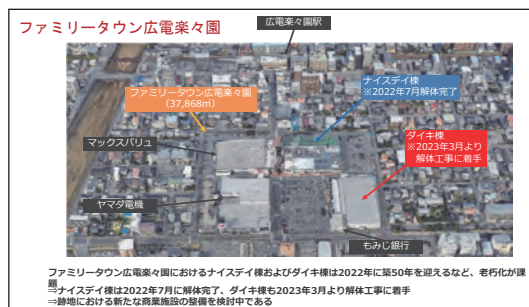 ファミリータウン広電楽々園
広電楽々園駅
ナイスデイ棟
※2022年7月解体完了
ファミリータウン広電楽々園
(37,868㎡)
ダイキ棟
※2023年3月より
解体工事に着手
マックスバリュ
ヤマダ電機
もみじ銀行
ファミリータウン広電楽々園におけるナイスデイ棟およびダイキ棟は2022年に築50年を迎えるなど、老朽化が課
題
⇒ナイスデイ棟は2022年7月に解体完了、ダイキ棟も2023年3月より解体工事に着手
⇒跡地における新たな商業施設の整備を検討中である